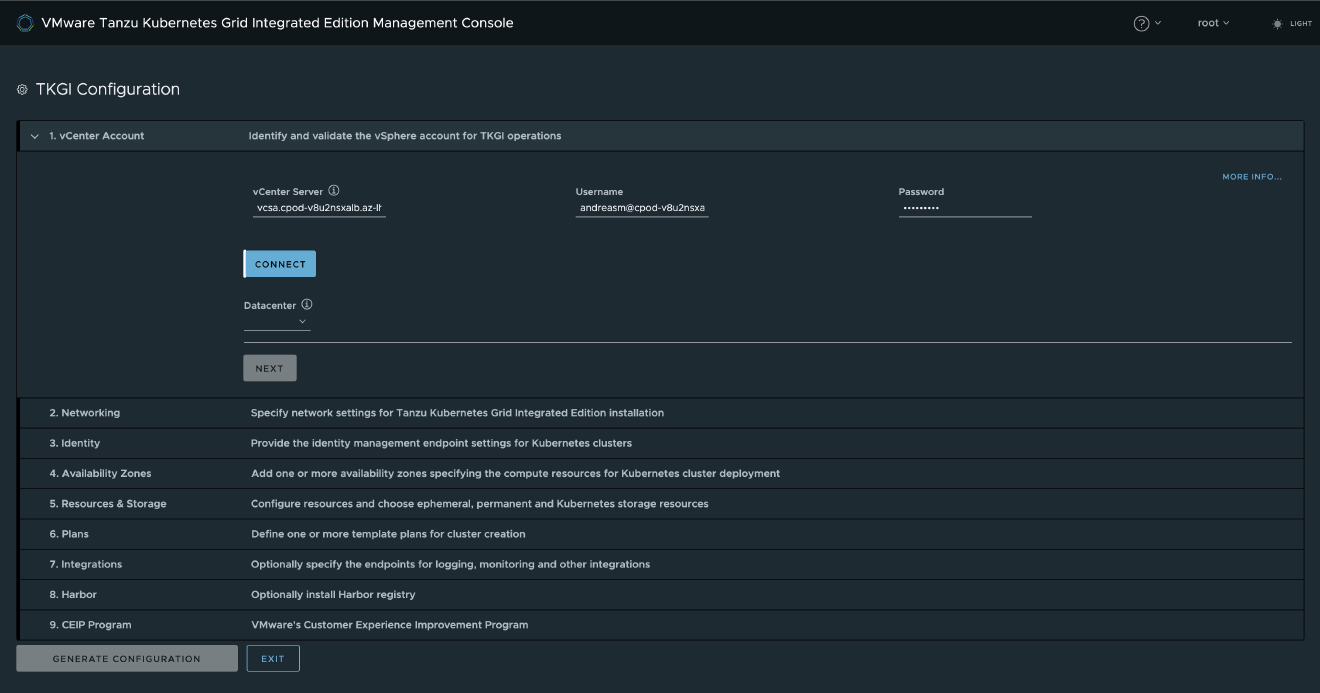 VMware Tanzu Kubernetes Grid Integrated Edition Management Console
root
LIGHT
TKGI Configuration
1. vCenter Account Identify and validate the vSphere account for TKGI operations
MORE INFO...
vCenter Server Username Password
vcsa.cpod-v8u2nsxalb.az-lh andreasm@cpod-v8u2nsxa •••••••••
CONNECT
Datacenter
NEXT
2. Networking Specify network settings for Tanzu Kubernetes Grid Integrated Edition installation
3. Identity Provide the identity management endpoint settings for Kubernetes clusters
4. Availability Zones Add one or more availability zones specifying the compute resources for Kubernetes cluster deployment
5. Resources & Storage Configure resources and choose ephemeral, permanent and Kubernetes storage resources
6. Plans Define one or more template plans for cluster creation
7. Integrations Optionally specify the endpoints for logging, monitoring and other integrations
8. Harbor Optionally install Harbor registry
9. CEIP Program VMware's Customer Experience Improvement Program
GENERATE CONFIGURATION EXIT